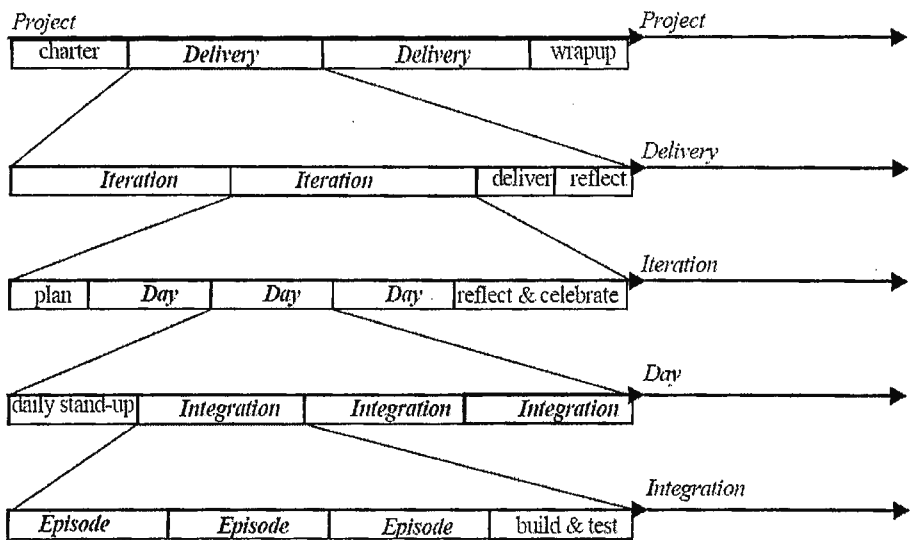 Project Project
charter Delivery Delivery wrapup
Delivery
Iteration Iteration deliver reflect
Iteration
plan Day Day Day reflect & celebrate
Day
daily stand-up Integration Integration Integration
Integration
Episode Episode Episode build & test